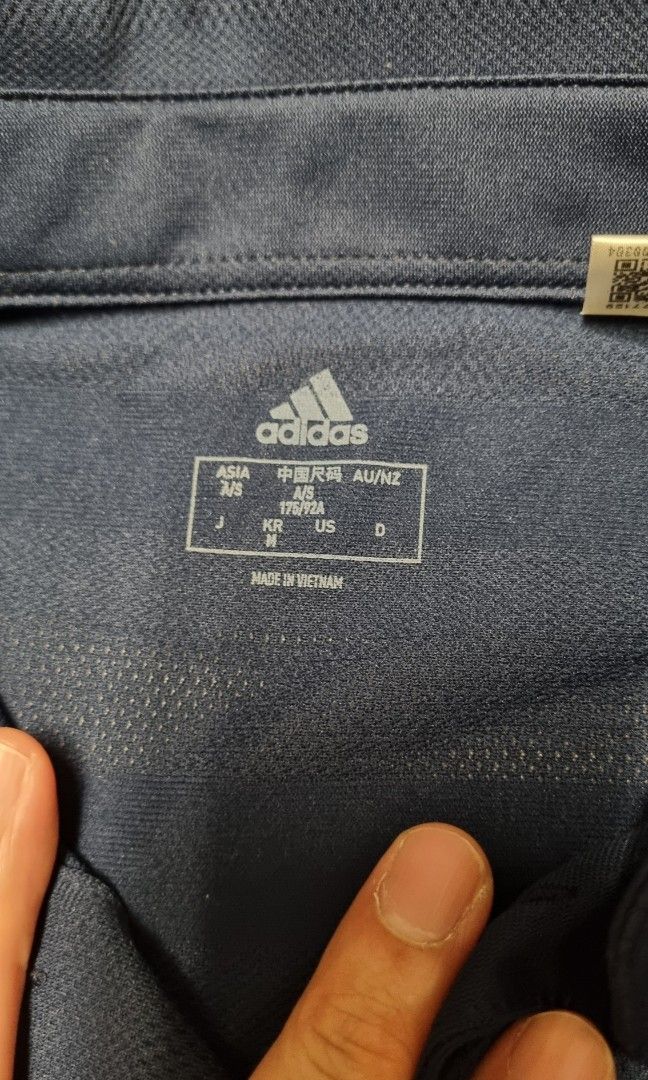 adidas
ASIA 中国尺码 AU/NZ
A/S A/S
175/92A
J KR US D
M
MADE IN VIETNAM